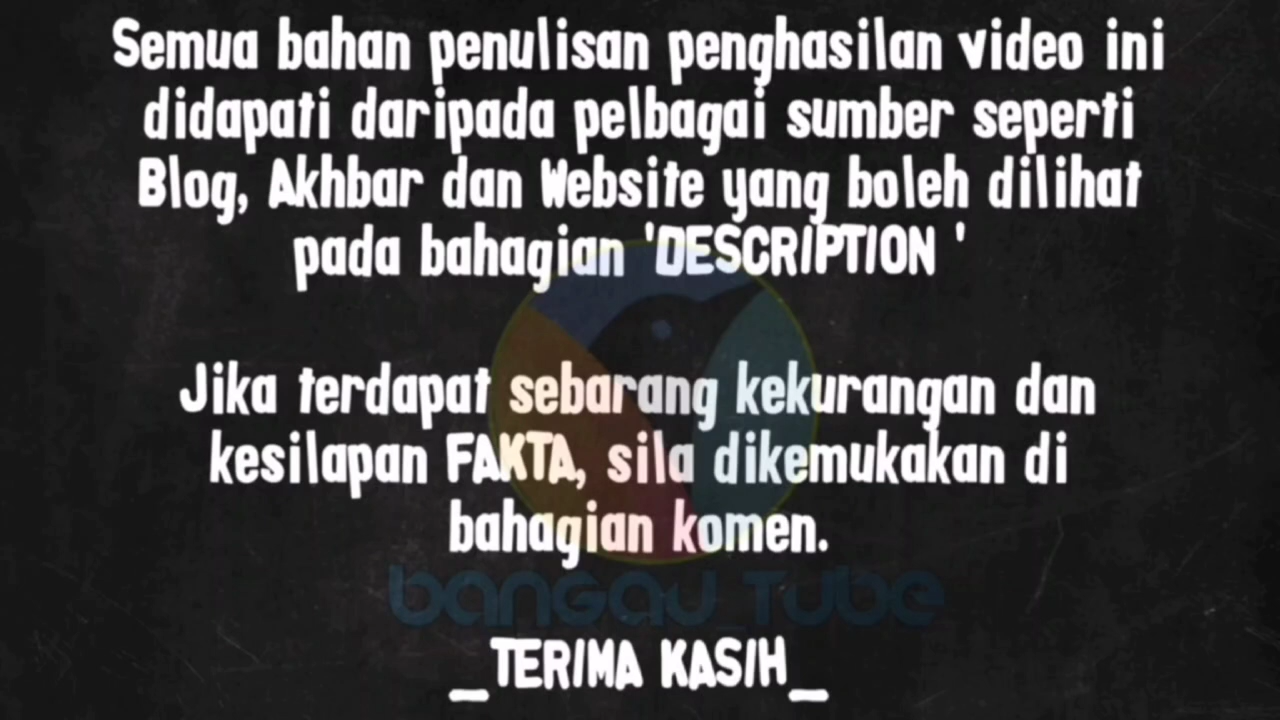 Semua bahan penulisan penghasilan video ini
didapati daripada pelbagai sumber seperti
Blog, Akhbar dan Website yang boleh dilihat
pada bahagian 'DESCRIPTION '
Jika terdapat sebarang kekurangan dan
kesilapan FAKTA, sila dikemukakan di
bahagian komen.
bangau_Tube
_TERIMA KASIH_